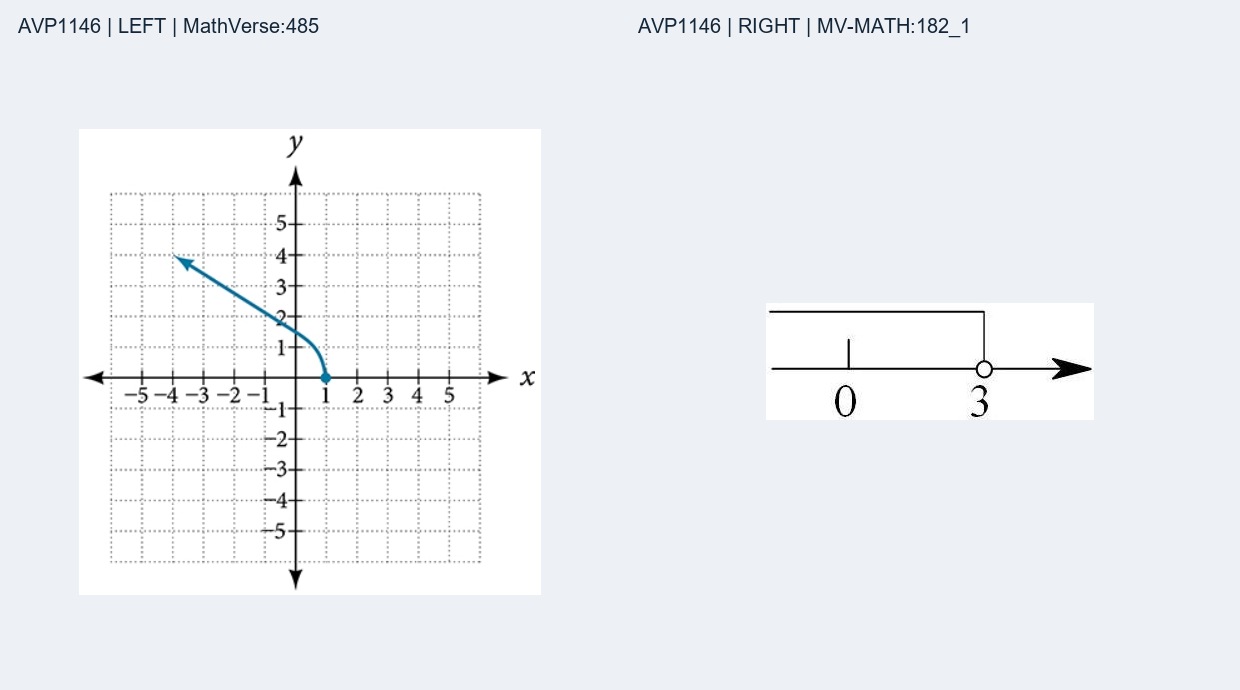 AVP1146 | LEFT | MathVerse:485
AVP1146 | RIGHT | MV-MATH:182_1
y
5
4
3
2
1
−5 −4 −3 −2 −1 1 2 3 4 5 x
−1
−2
−3
−4
−5
0 3